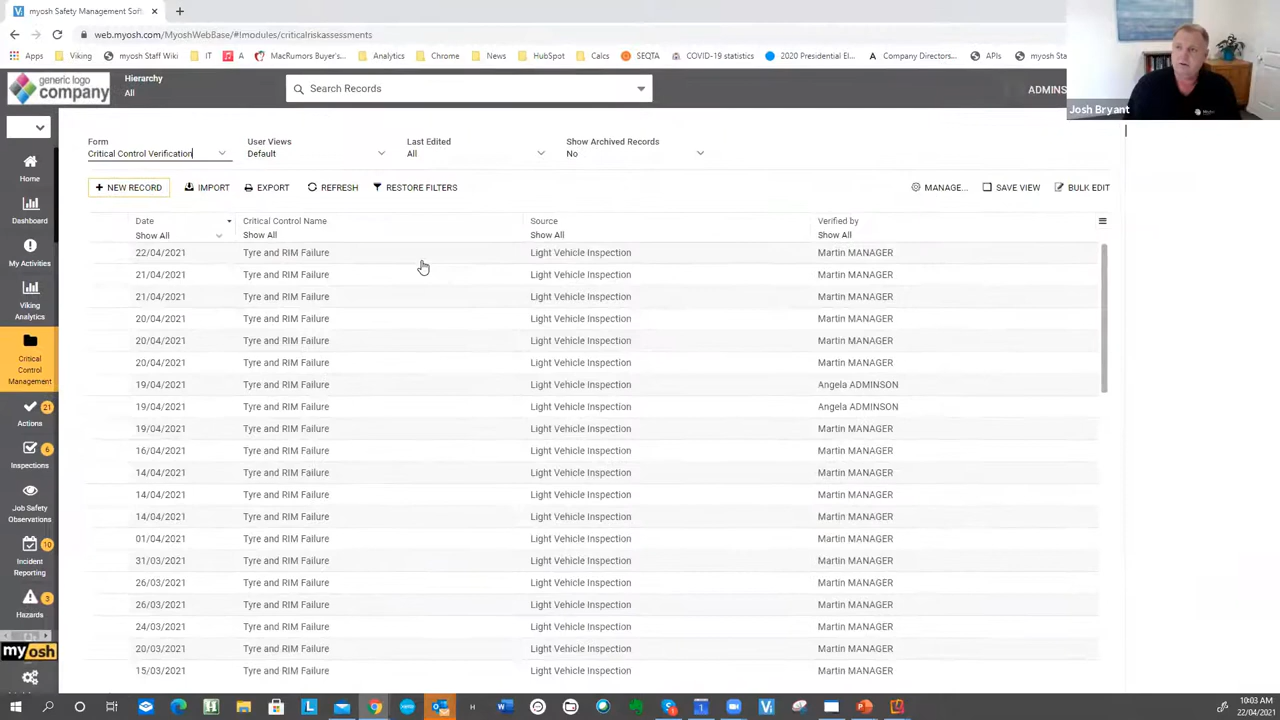 myosh Safety Management Soft
web.myosh.com/MyoshWebBase/#!modules/criticalriskassessments
Apps Viking myosh Staff Wiki IT A MacRumors Buyer's... Analytics Chrome News HubSpot Calcs SEQTA COVID-19 statistics 2020 Presidential El... Company Directors... APIs myosh
generic logo
company
Hierarchy
All
Search Records
ADMINS
Josh Bryant
Form
Critical Control Verification
User Views
Default
Last Edited
All
Show Archived Records
No
+ NEW RECORD IMPORT EXPORT REFRESH RESTORE FILTERS MANAGE... SAVE VIEW BULK EDIT
Home
Dashboard
My Activities
Viking
Analytics
Critical
Control
Management
21
Actions
6
Inspections
Job Safety
Observations
10
Incident
Reporting
3
Hazards
myosh
Date Critical Control Name Source Verified by
Show All Show All Show All Show All
22/04/2021 Tyre and RIM Failure Light Vehicle Inspection Martin MANAGER
21/04/2021 Tyre and RIM Failure Light Vehicle Inspection Martin MANAGER
21/04/2021 Tyre and RIM Failure Light Vehicle Inspection Martin MANAGER
20/04/2021 Tyre and RIM Failure Light Vehicle Inspection Martin MANAGER
20/04/2021 Tyre and RIM Failure Light Vehicle Inspection Martin MANAGER
20/04/2021 Tyre and RIM Failure Light Vehicle Inspection Martin MANAGER
19/04/2021 Tyre and RIM Failure Light Vehicle Inspection Angela ADMINSON
19/04/2021 Tyre and RIM Failure Light Vehicle Inspection Angela ADMINSON
19/04/2021 Tyre and RIM Failure Light Vehicle Inspection Martin MANAGER
16/04/2021 Tyre and RIM Failure Light Vehicle Inspection Martin MANAGER
14/04/2021 Tyre and RIM Failure Light Vehicle Inspection Martin MANAGER
14/04/2021 Tyre and RIM Failure Light Vehicle Inspection Martin MANAGER
14/04/2021 Tyre and RIM Failure Light Vehicle Inspection Martin MANAGER
01/04/2021 Tyre and RIM Failure Light Vehicle Inspection Martin MANAGER
31/03/2021 Tyre and RIM Failure Light Vehicle Inspection Martin MANAGER
26/03/2021 Tyre and RIM Failure Light Vehicle Inspection Martin MANAGER
26/03/2021 Tyre and RIM Failure Light Vehicle Inspection Martin MANAGER
24/03/2021 Tyre and RIM Failure Light Vehicle Inspection Martin MANAGER
20/03/2021 Tyre and RIM Failure Light Vehicle Inspection Martin MANAGER
15/03/2021 Tyre and RIM Failure Light Vehicle Inspection Martin MANAGER
10:03 AM
22/04/2021